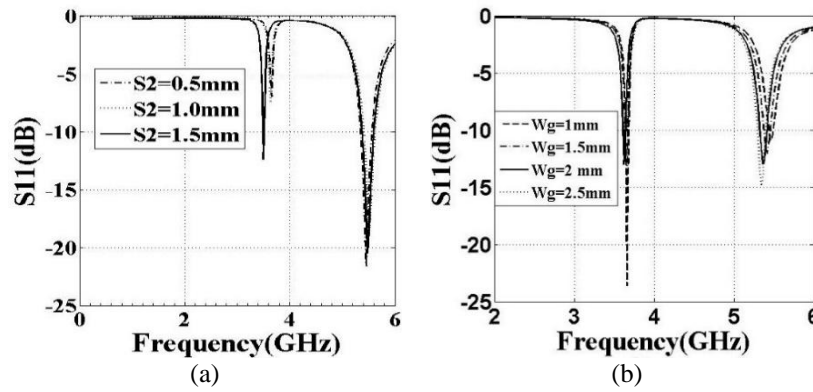 0
-5
-10
-15
-20
-25
S11(dB)
S2=0.5mm
S2=1.0mm
S2=1.5mm
0
2
4
6
Frequency(GHz)
(a)
0
-5
-10
-15
-20
-25
S11(dB)
Wg=1mm
Wg=1.5mm
Wg=2 mm
Wg=2.5mm
2
3
4
5
6
Frequency(GHz)
(b)